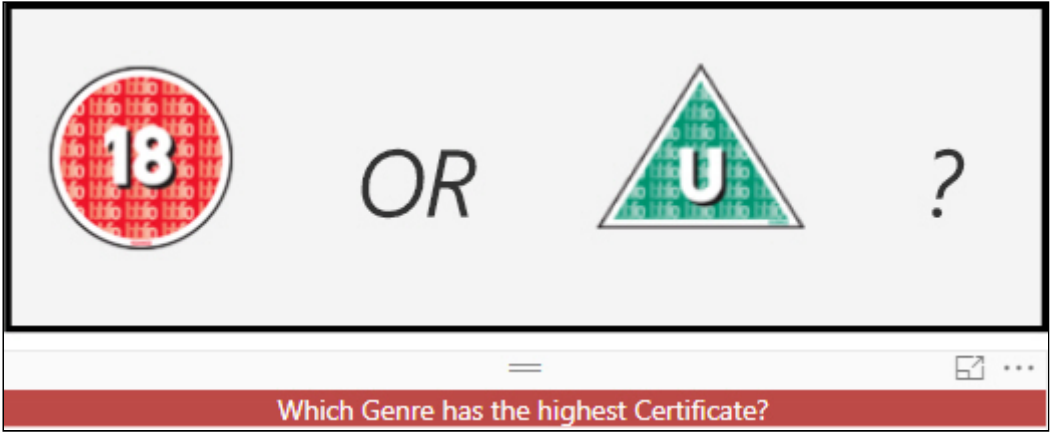 18 OR U ?
Which Genre has the highest Certificate?